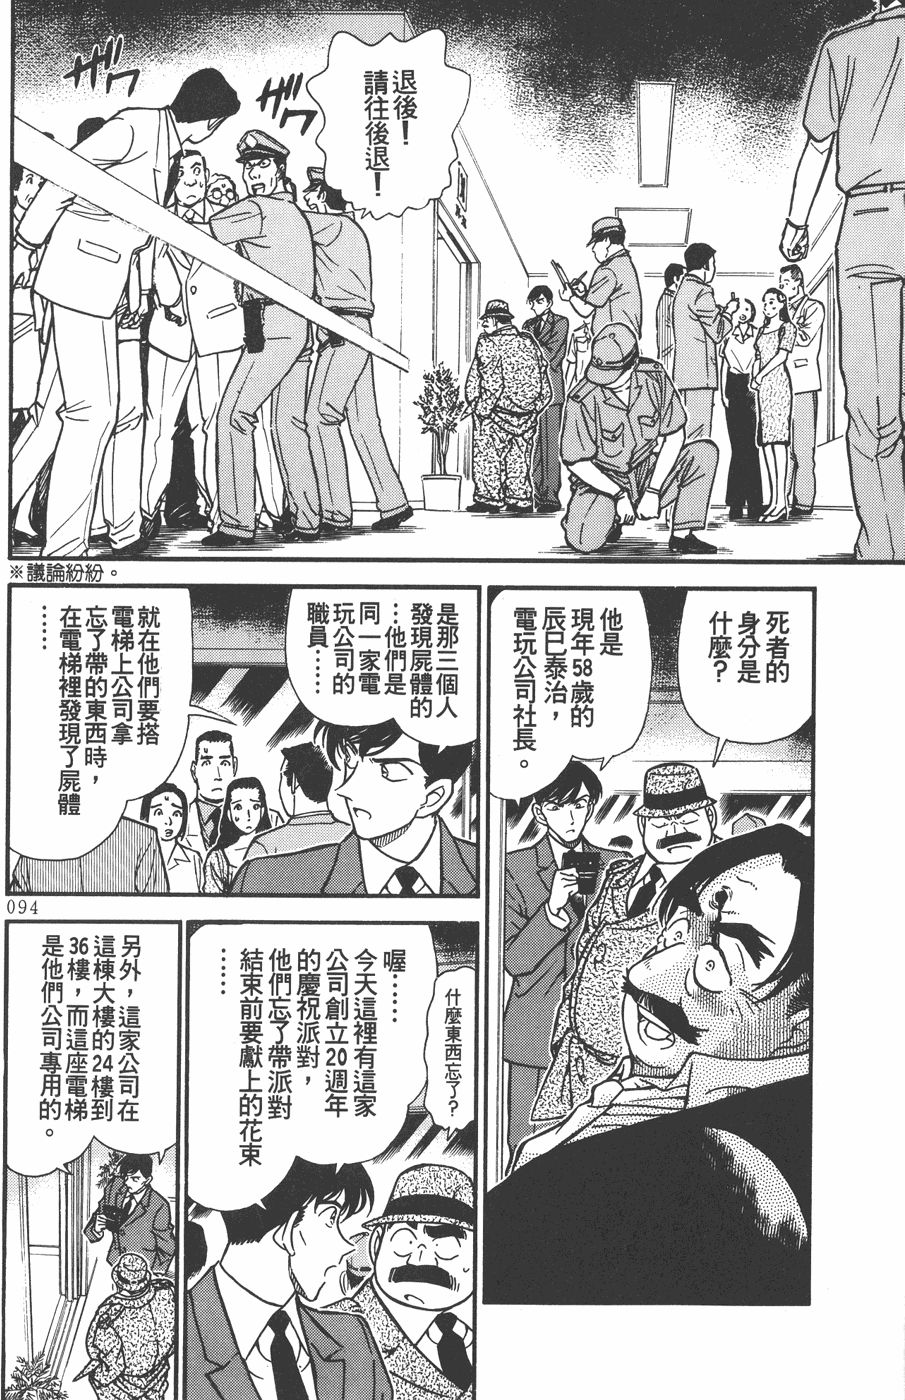 退後！
請往後退！
ザワ
ザワ
※議論紛紛。
死者的
身分是
什麼？
他是
現年58歲的
辰巳泰治，
電玩公司社長。
是那三個人
發現屍體的
…他們是
同一家電
玩公司的
職員……
就在他們要搭
電梯上公司拿
忘了帶的東西時，
在電梯裡發現了屍體
……
094
什麼東西忘了？
喔……
今天這裡有這家
公司創立20週年
的慶祝派對，
他們忘了帶派對
結束前要獻上的花束
……
另外，這家公司在
這棟大樓的24樓到
36樓，而這座電梯
是他們公司專用的。